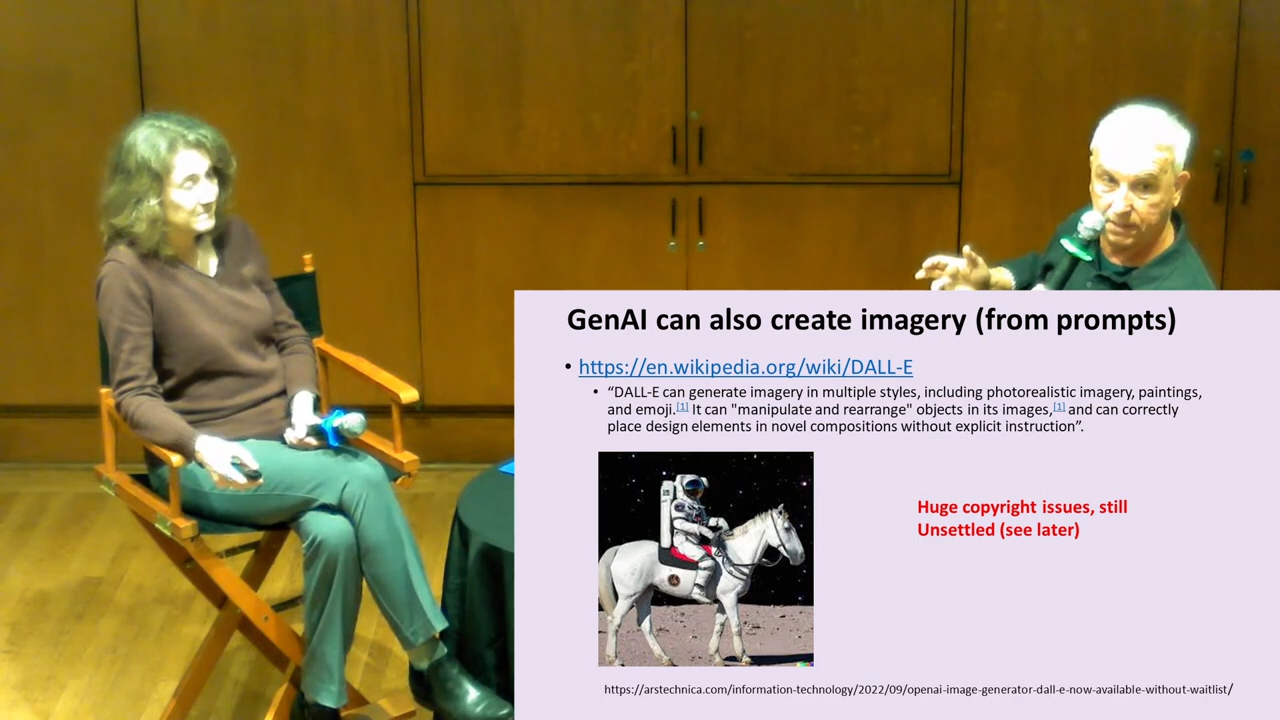 GenAI can also create imagery (from prompts)
• https://en.wikipedia.org/wiki/DALL-E
• “DALL-E can generate imagery in multiple styles, including photorealistic imagery, paintings,
and emoji.[1] It can "manipulate and rearrange" objects in its images,[1] and can correctly
place design elements in novel compositions without explicit instruction”.
Huge copyright issues, still
Unsettled (see later)
https://arstechnica.com/information-technology/2022/09/openai-image-generator-dall-e-now-available-without-waitlist/